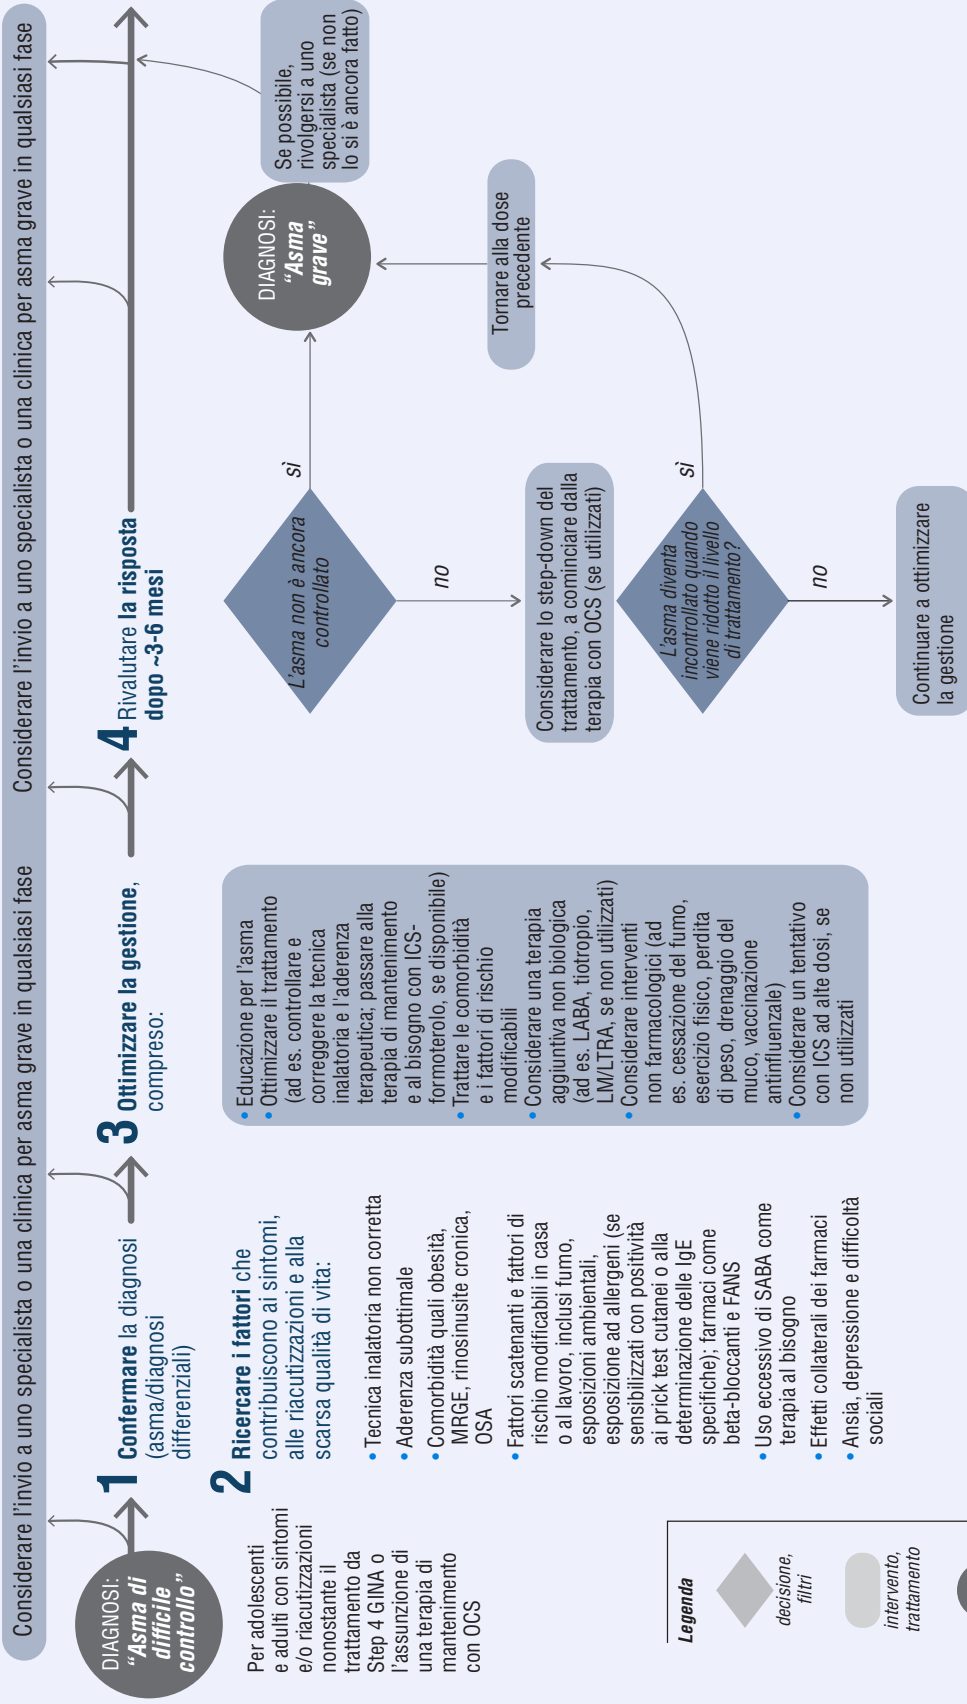 Considerare l'invio a uno specialista o una clinica per asma grave in qualsiasi fase
Considerare l'invio a uno specialista o una clinica per asma grave in qualsiasi fase
DIAGNOSI:
"Asma di
difficile
controllo"
Per adolescenti
e adulti con sintomi
e/o riacutizzazioni
nonostante il
trattamento da
Step 4 GINA o
l'assunzione di
una terapia di
mantenimento
con OCS
1 Confermare la diagnosi
(asma/diagnosi
differenziali)
2 Ricercare i fattori che
contribuiscono ai sintomi,
alle riacutizzazioni e alla
scarsa qualità di vita:
• Tecnica inalatoria non corretta
• Aderenza subottimale
• Comorbidità quali obesità,
MRGE, rinosinusite cronica,
OSA
• Fattori scatenanti e fattori di
rischio modificabili in casa
o al lavoro, inclusi fumo,
esposizioni ambientali,
esposizione ad allergeni (se
sensibilizzati con positività
ai prick test cutanei o alla
determinazione delle IgE
specifiche); farmaci come
beta-bloccanti e FANS
• Uso eccessivo di SABA come
terapia al bisogno
• Effetti collaterali dei farmaci
• Ansia, depressione e difficoltà
sociali
3 Ottimizzare la gestione,
compreso:
• Educazione per l'asma
• Ottimizzare il trattamento
(ad es. controllare e
correggere la tecnica
inalatoria e l'aderenza
terapeutica; passare alla
terapia di mantenimento
e al bisogno con ICS-
formoterolo, se disponibile)
• Trattare le comorbidità
e i fattori di rischio
modificabili
• Considerare una terapia
aggiuntiva non biologica
(ad es. LABA, tiotropio,
LM/LTRA, se non utilizzati)
• Considerare interventi
non farmacologici (ad
es. cessazione del fumo,
esercizio fisico, perdita
di peso, drenaggio del
muco, vaccinazione
antinfluenzale)
• Considerare un tentativo
con ICS ad alte dosi, se
non utilizzati
4 Rivalutare la risposta
dopo ~3-6 mesi
L'asma non è ancora
controllato
sì
no
DIAGNOSI:
"Asma
grave"
Se possibile,
rivolgersi a uno
specialista (se non
lo si è ancora fatto)
Considerare lo step-down del
trattamento, a cominciare dalla
terapia con OCS (se utilizzati)
L'asma diventa
incontrollato quando
viene ridotto il livello
di trattamento?
sì
no
Tornare alla dose
precedente
Continuare a ottimizzare
la gestione
Legenda
decisione,
filtri
intervento,
trattamento